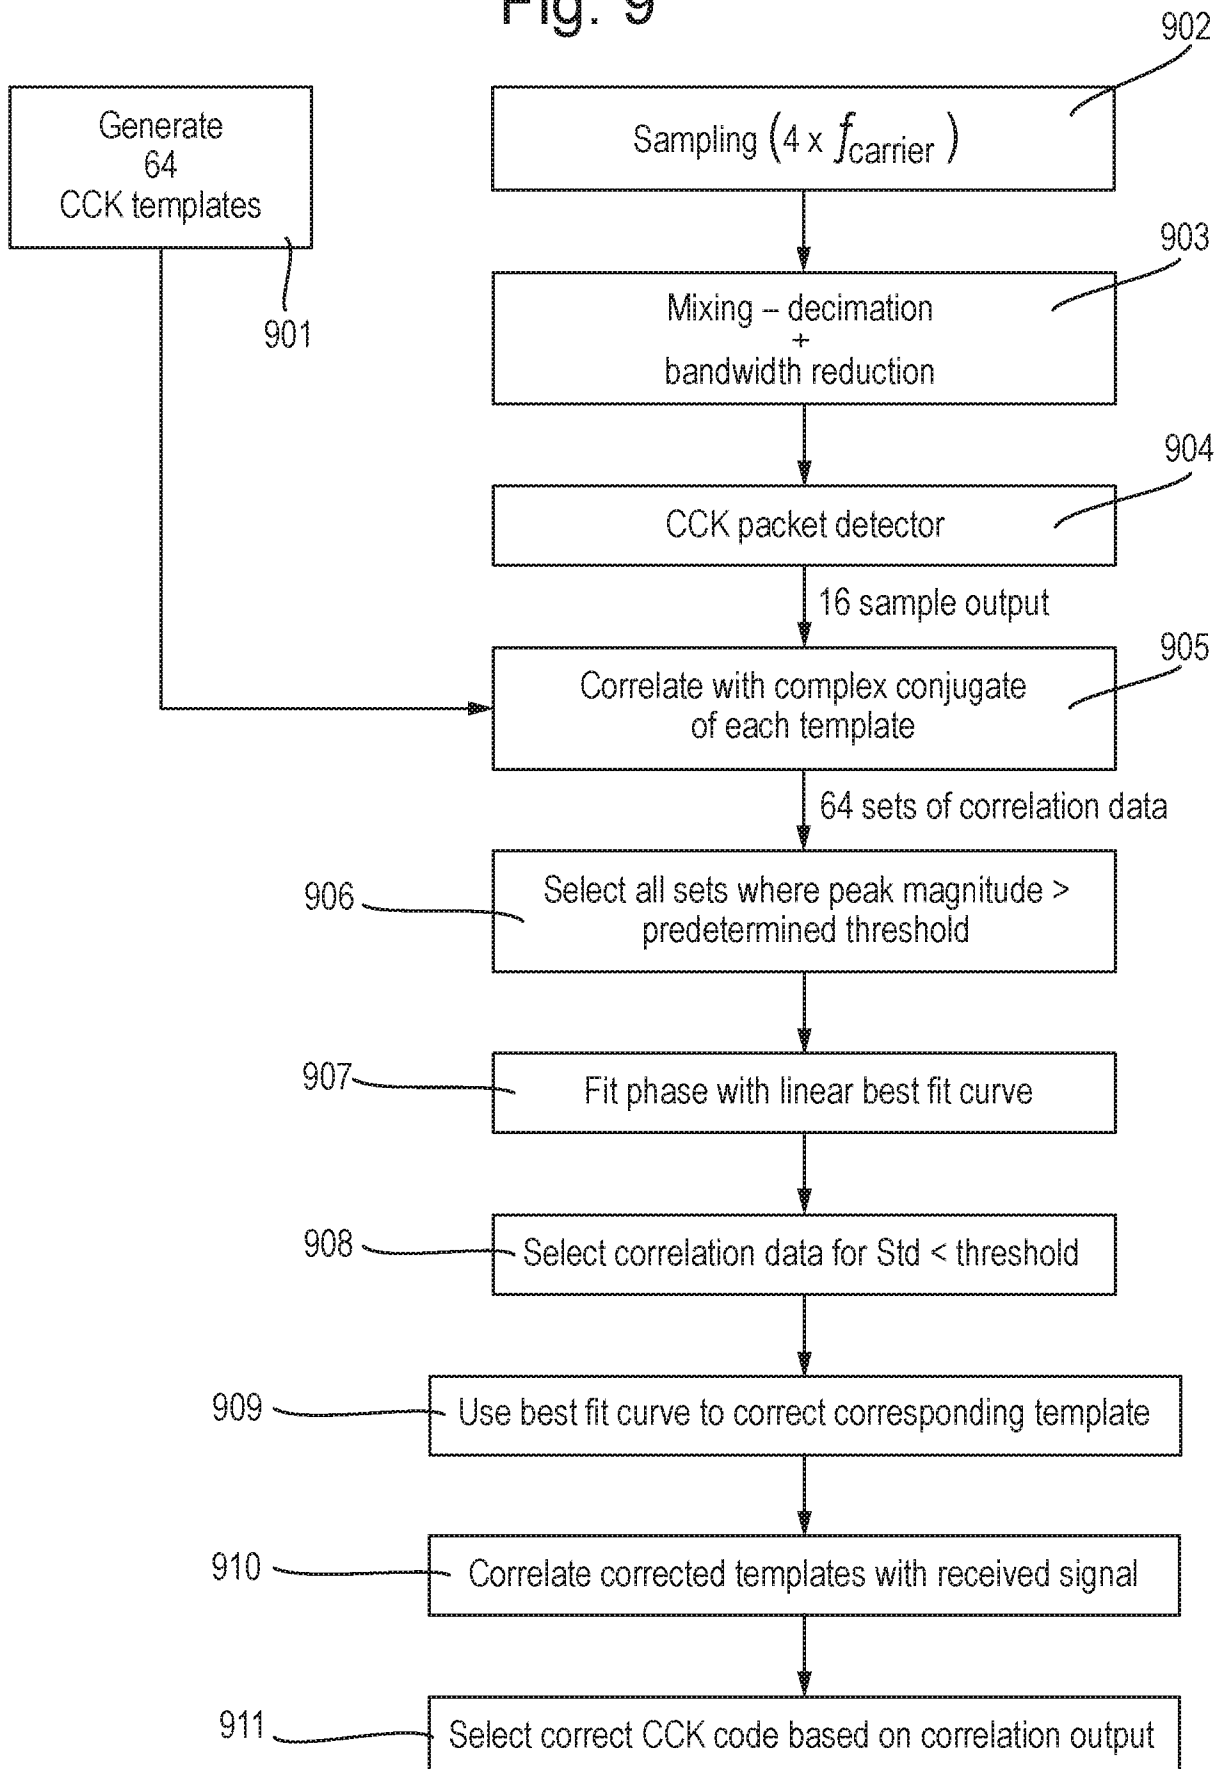 Fig. 9
902
Generate
64
CCK templates
901
Sampling (4 x fcarrier)
903
Mixing – decimation
+
bandwidth reduction
904
CCK packet detector
16 sample output
905
Correlate with complex conjugate
of each template
64 sets of correlation data
906
Select all sets where peak magnitude >
predetermined threshold
907
Fit phase with linear best fit curve
908
Select correlation data for Std < threshold
909
Use best fit curve to correct corresponding template
910
Correlate corrected templates with received signal
911
Select correct CCK code based on correlation output